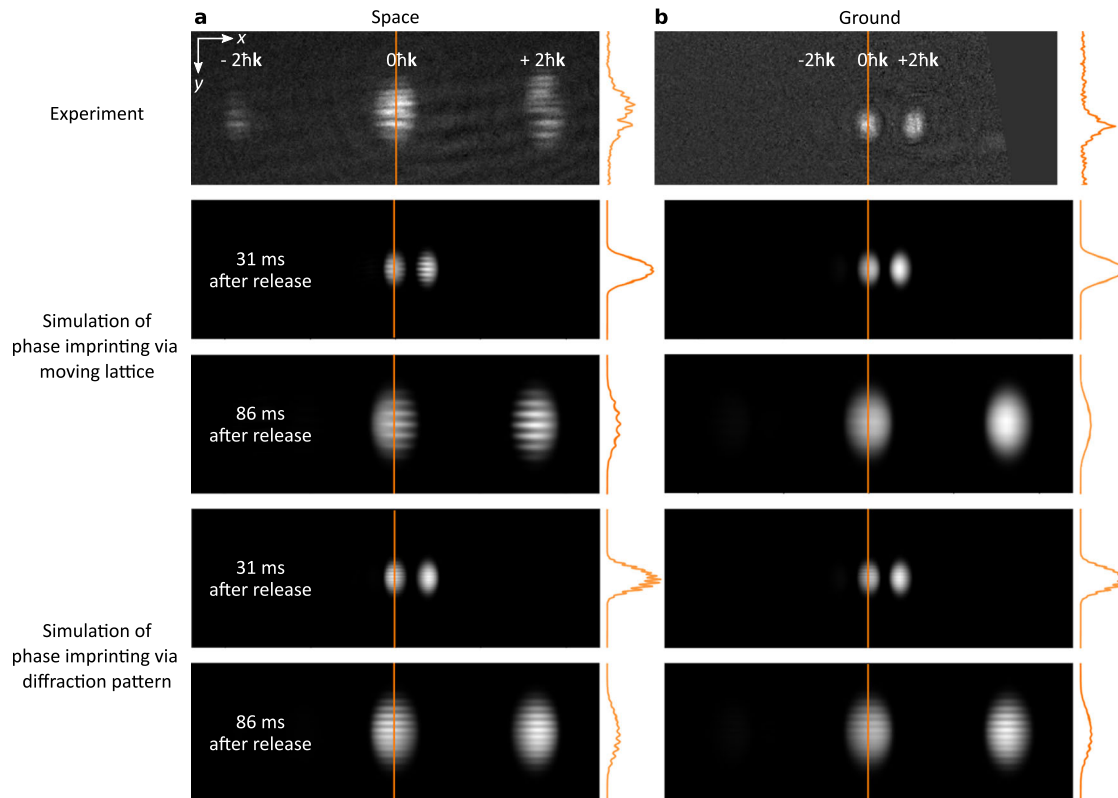 a
Space
b
Ground
x
y
- 2ħk
0ħk
+ 2ħk
-2ħk
0ħk
+2ħk
Experiment
31 ms
after release
Simulation of
phase imprinting via
moving lattice
86 ms
after release
31 ms
after release
Simulation of
phase imprinting via
diffraction pattern
86 ms
after release